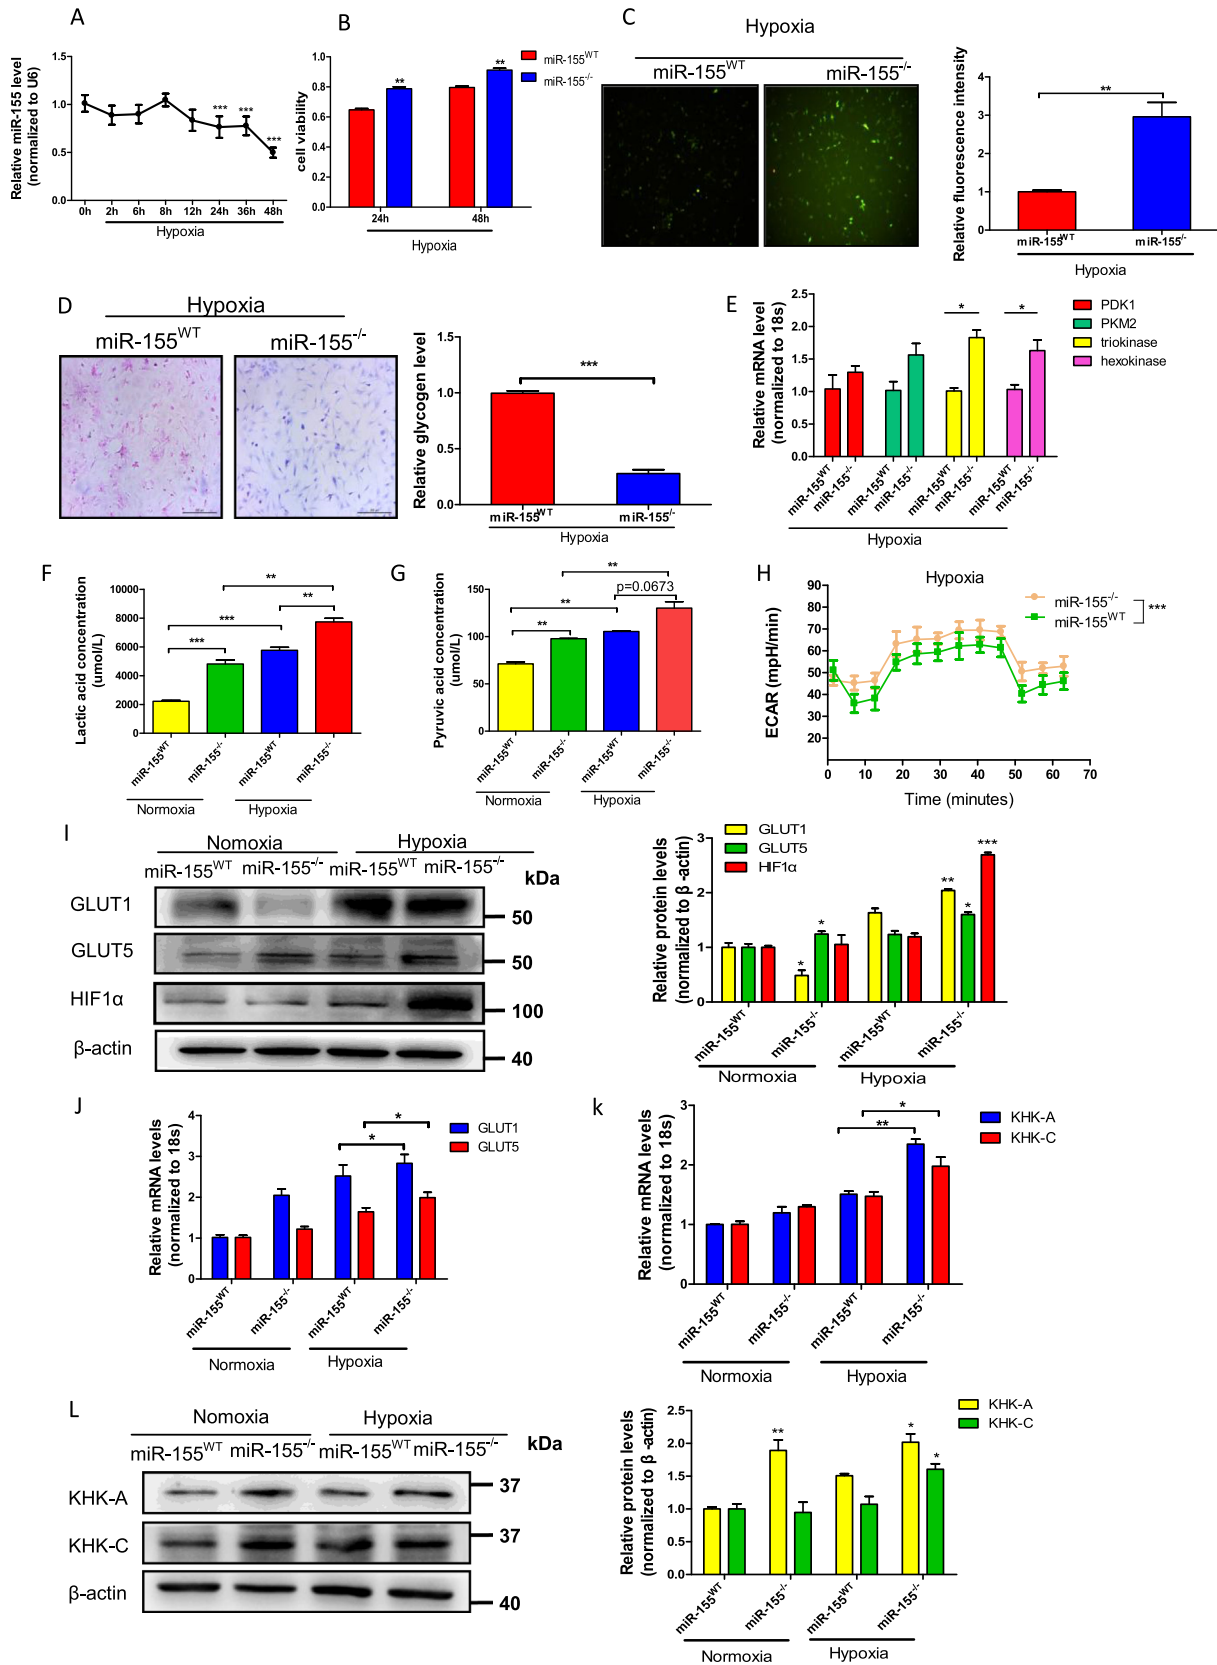 A
Relative miR-155 level
(normalized to U6)
1.5
1.0
0.5
0.0
***
***
***
0h 2h 6h 8h 12h 24h 36h 48h
Hypoxia
B
cell viability
1.0
0.8
0.6
0.4
0.2
0.0
**
**
miR-155WT
miR-155-/-
24h 48h
Hypoxia
C
Hypoxia
miR-155WT miR-155-/-
Relative fluorescence intensity
4
3
2
1
0
**
miR-155WT miR-155-/-
Hypoxia
D
Hypoxia
miR-155WT miR-155-/-
Relative glycogen level
1.5
1.0
0.5
0.0
***
miR-155WT miR-155-/-
Hypoxia
E
Relative mRNA level
(normalized to 18s)
2.5
2.0
1.5
1.0
0.5
0.0
* *
PDK1
PKM2
triokinase
hexokinase
miR-155WT miR-155-/- miR-155WT miR-155-/- miR-155WT miR-155-/- miR-155WT miR-155-/-
Hypoxia
F
Lactic acid concentration
(umol/L)
10000
8000
6000
4000
2000
0
**
**
***
***
miR-155WT miR-155-/- miR-155WT miR-155-/-
Normoxia Hypoxia
G
Pyruvic acid concentration
(umol/L)
150
100
50
0
**
p=0.0673
**
**
miR-155WT miR-155-/- miR-155WT miR-155-/-
Normoxia Hypoxia
H
Hypoxia
ECAR (mpH/min)
90
80
70
60
50
40
30
miR-155-/-
miR-155WT
***
0 10 20 30 40 50 60 70
Time (minutes)
I
Nomoxia Hypoxia
miR-155WT miR-155-/- miR-155WT miR-155-/-
kDa
GLUT1
50
GLUT5
50
HIF1α
100
β-actin
40
Relative protein levels
(normalized to β -actin)
3
2
1
0
GLUT1
GLUT5
HIF1α
* * ** * ***
miR-155WT miR-155-/- miR-155WT miR-155-/-
Normoxia Hypoxia
J
Relative mRNA levels
(normalized to 18s)
4
3
2
1
0
*
*
GLUT1
GLUT5
miR-155WT miR-155-/- miR-155WT miR-155-/-
Normoxia Hypoxia
k
Relative mRNA levels
(normalized to 18s)
3
2
1
0
*
**
KHK-A
KHK-C
miR-155WT miR-155-/- miR-155WT miR-155-/-
Normoxia Hypoxia
L
Nomoxia Hypoxia
miR-155WT miR-155-/- miR-155WT miR-155-/-
kDa
KHK-A
37
KHK-C
37
β-actin
40
Relative protein levels
(normalized to β -actin)
2.5
2.0
1.5
1.0
0.5
0.0
KHK-A
KHK-C
** * *
miR-155WT miR-155-/- miR-155WT miR-155-/-
Normoxia Hypoxia